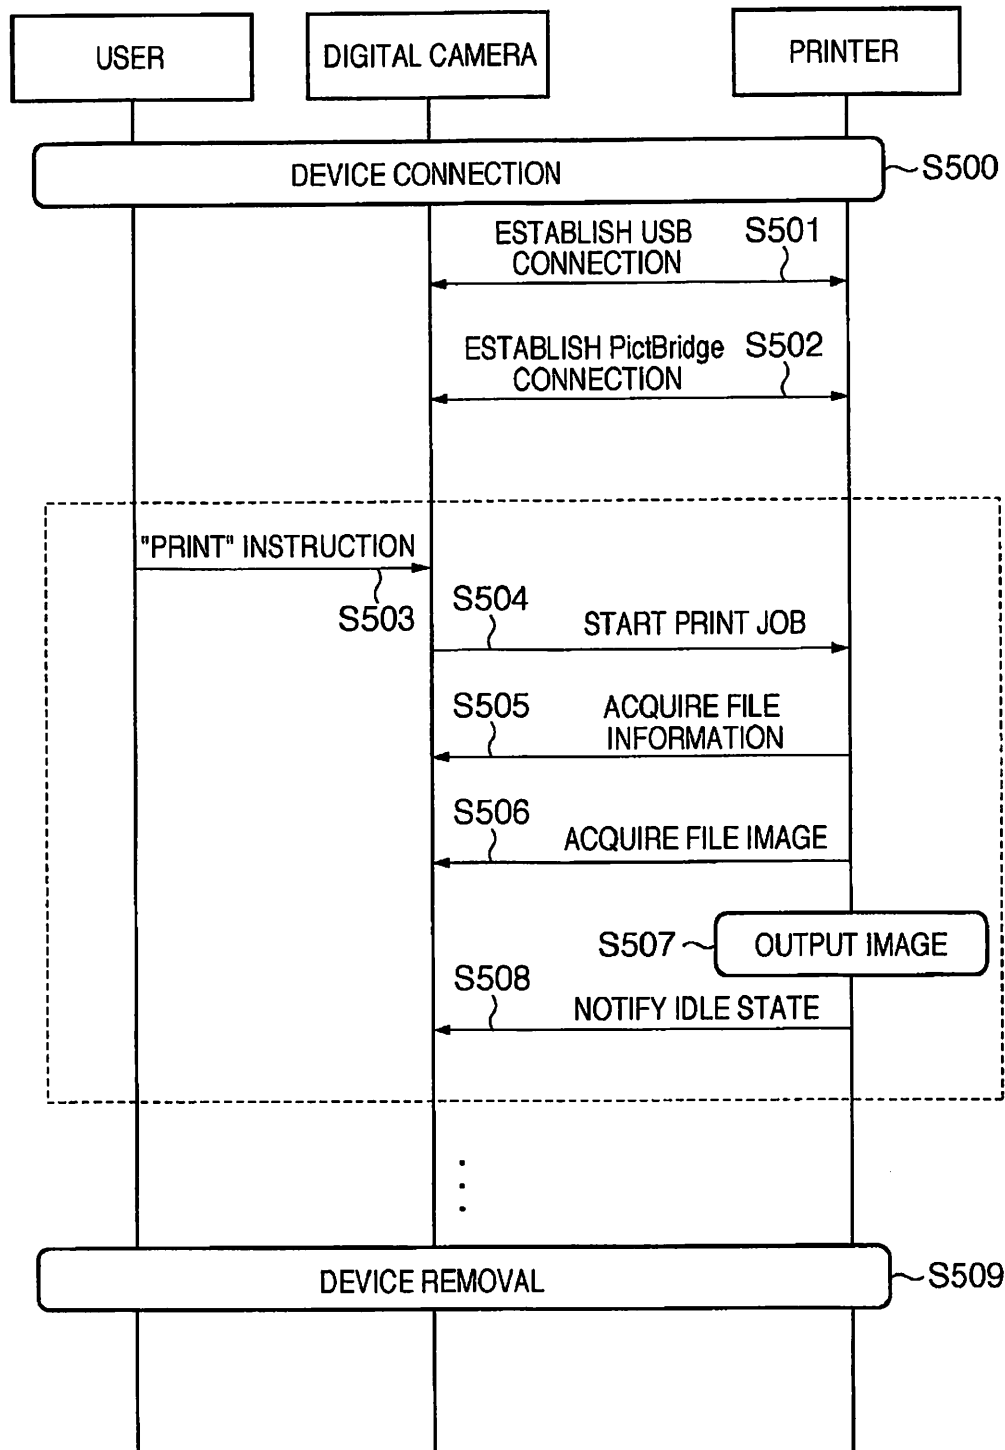 USER
DIGITAL CAMERA
PRINTER
DEVICE CONNECTION
S500
ESTABLISH USB
CONNECTION
S501
ESTABLISH PictBridge
CONNECTION
S502
"PRINT" INSTRUCTION
S503
S504
START PRINT JOB
S505
ACQUIRE FILE
INFORMATION
S506
ACQUIRE FILE IMAGE
S507
OUTPUT IMAGE
S508
NOTIFY IDLE STATE
DEVICE REMOVAL
S509